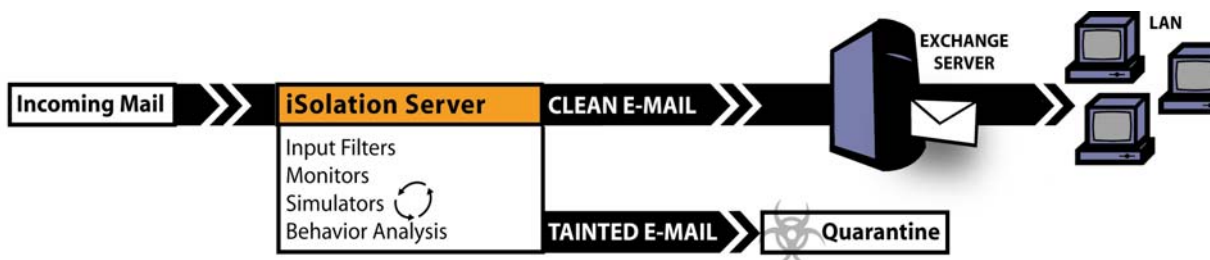 EXCHANGE
SERVER
LAN
Incoming Mail
iSolation Server
CLEAN E-MAIL
Input Filters
Monitors
Simulators
Behavior Analysis
TAINTED E-MAIL
Quarantine